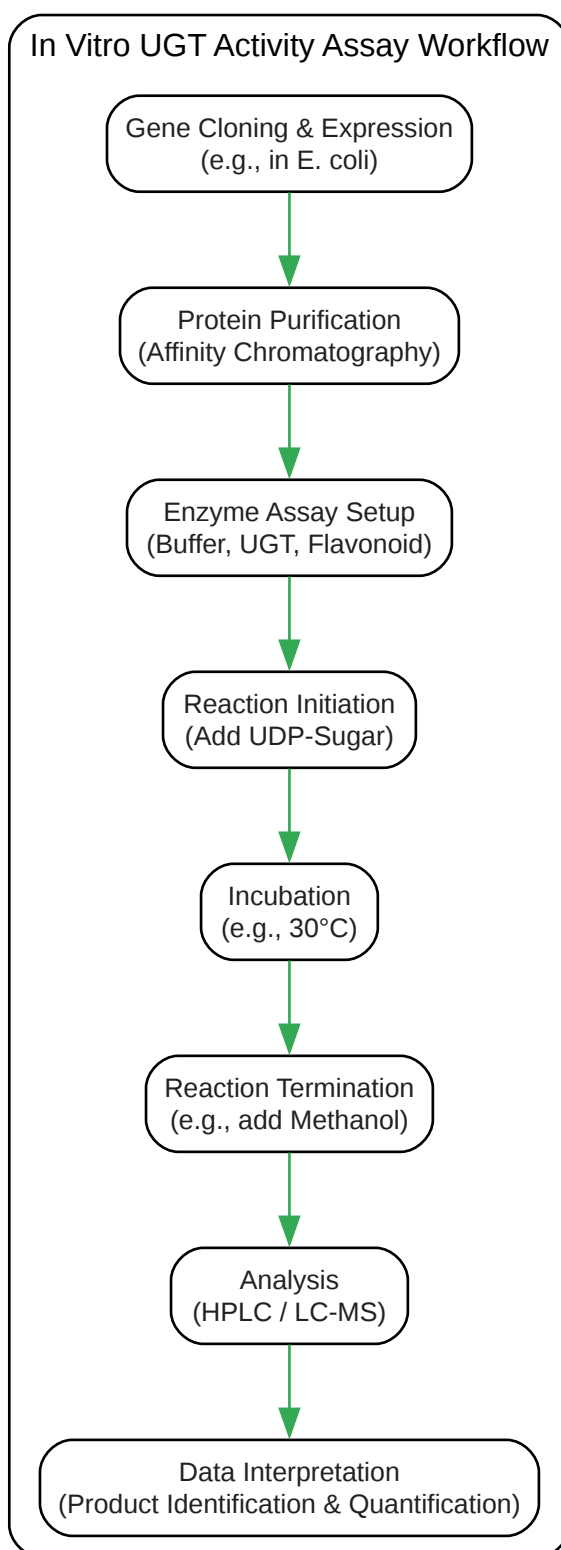 In Vitro UGT Activity Assay Workflow
Gene Cloning & Expression
(e.g., in E. coli)
Protein Purification
(Affinity Chromatography)
Enzyme Assay Setup
(Buffer, UGT, Flavonoid)
Reaction Initiation
(Add UDP-Sugar)
Incubation
(e.g., 30°C)
Reaction Termination
(e.g., add Methanol)
Analysis
(HPLC / LC-MS)
Data Interpretation
(Product Identification & Quantification)